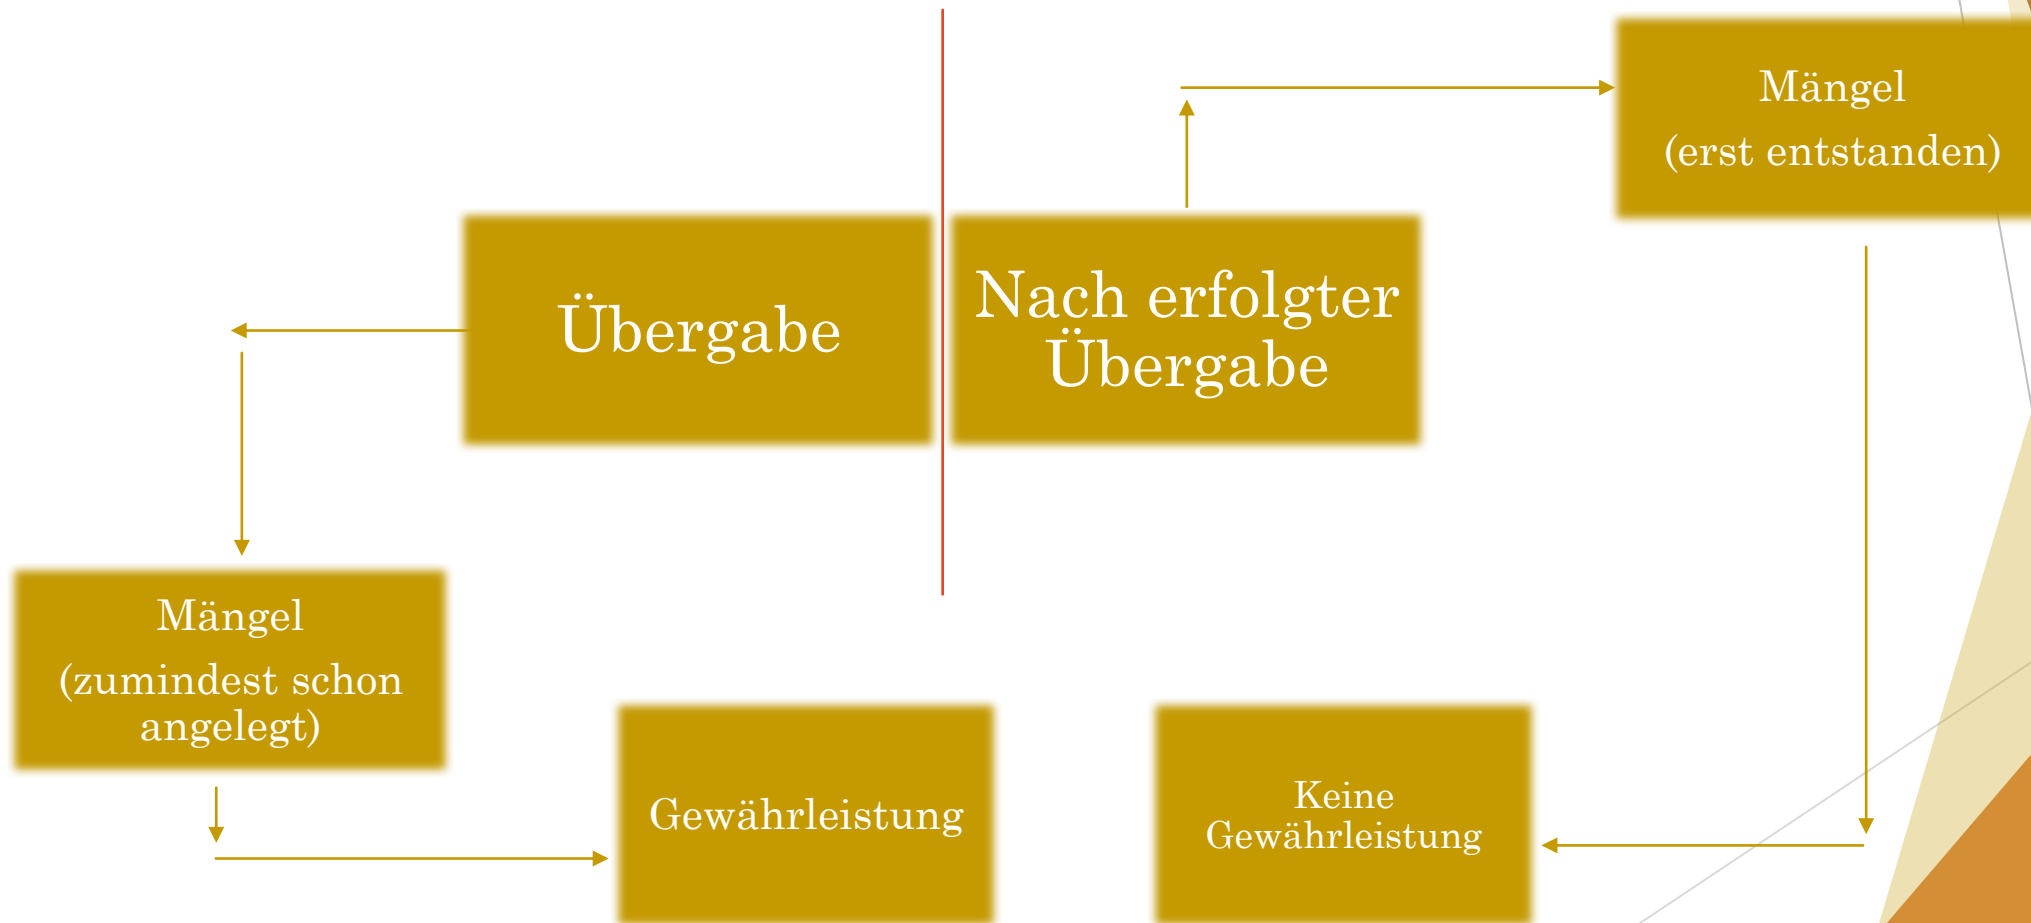 Mängel
(erst entstanden)
Übergabe
Nach erfolgter
Übergabe
Mängel
(zumindest schon
angelegt)
Gewährleistung
Keine
Gewährleistung